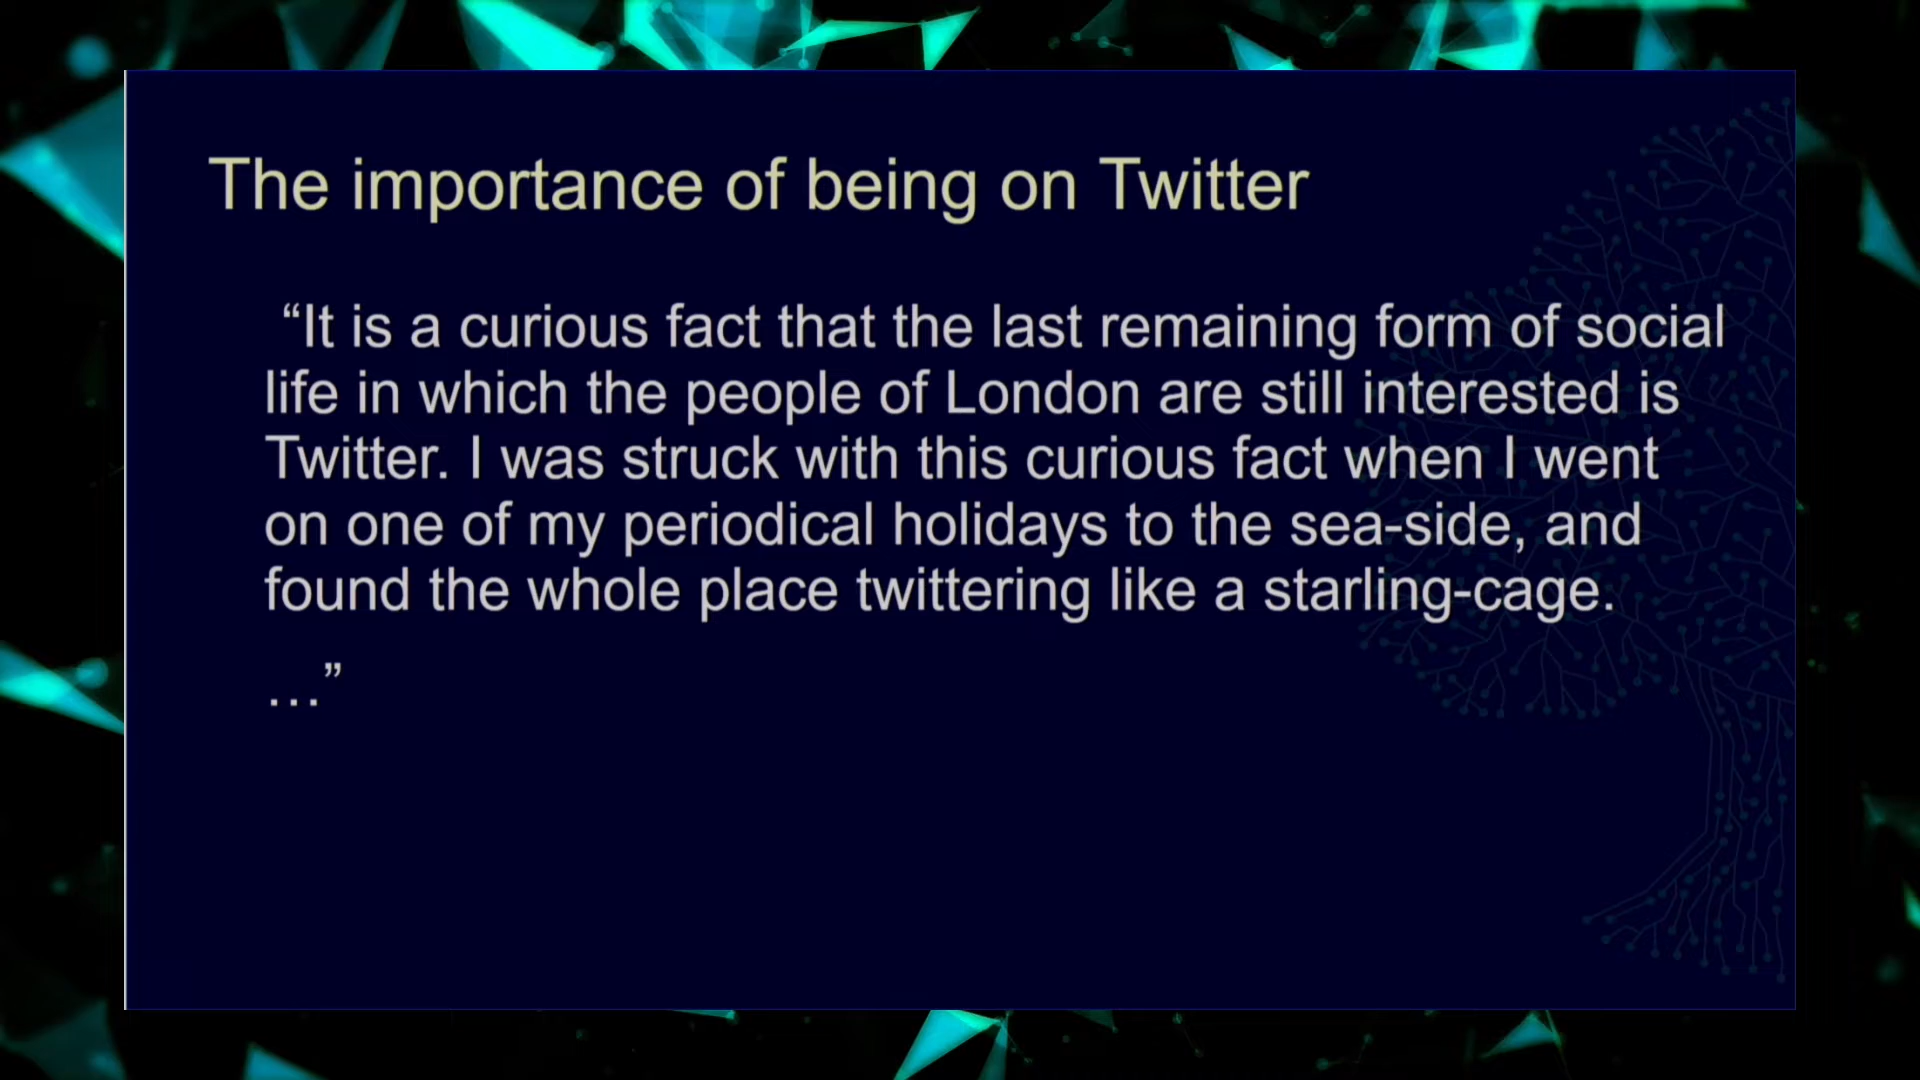 The importance of being on Twitter
“It is a curious fact that the last remaining form of social
life in which the people of London are still interested is
Twitter. I was struck with this curious fact when I went
on one of my periodical holidays to the sea-side, and
found the whole place twittering like a starling-cage.
…”